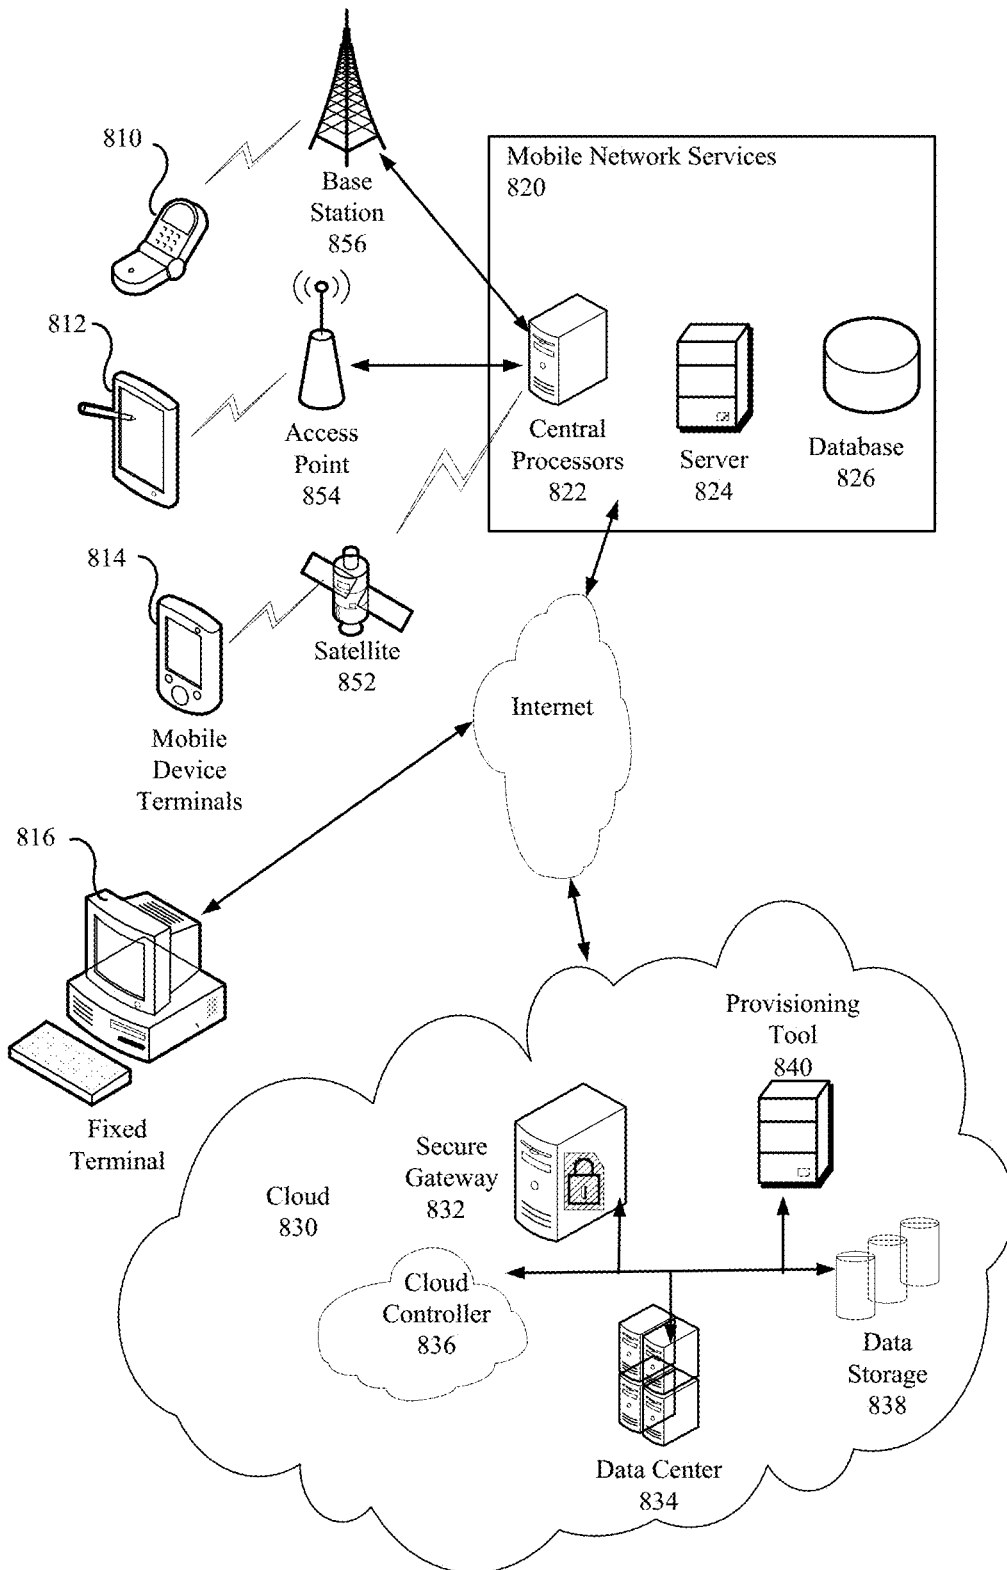 810
Base
Station
856
Mobile Network Services
820
812
Access
Point
854
Central
Processors
822
Server
824
Database
826
814
Satellite
852
Mobile
Device
Terminals
Internet
816
Fixed
Terminal
Provisioning
Tool
840
Secure
Gateway
832
Cloud
830
Cloud
Controller
836
Data
Storage
838
Data Center
834